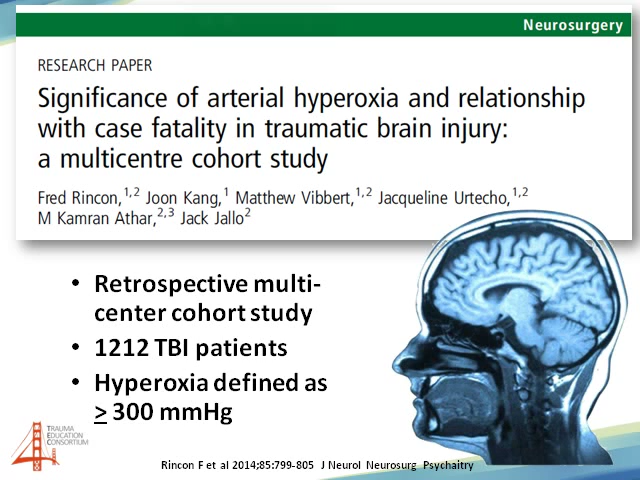 Neurosurgery
RESEARCH PAPER
Significance of arterial hyperoxia and relationship
with case fatality in traumatic brain injury:
a multicentre cohort study
Fred Rincon,1,2 Joon Kang,1 Matthew Vibbert,1,2 Jacqueline Urtecho,1,2
M Kamran Athar,2,3 Jack Jallo2
• Retrospective multi-
center cohort study
• 1212 TBI patients
• Hyperoxia defined as
≥ 300 mmHg
TRAUMA
EDUCATION
CONSORTIUM
Rincon F et al 2014;85:799-805 J Neurol Neurosurg Psychaitry